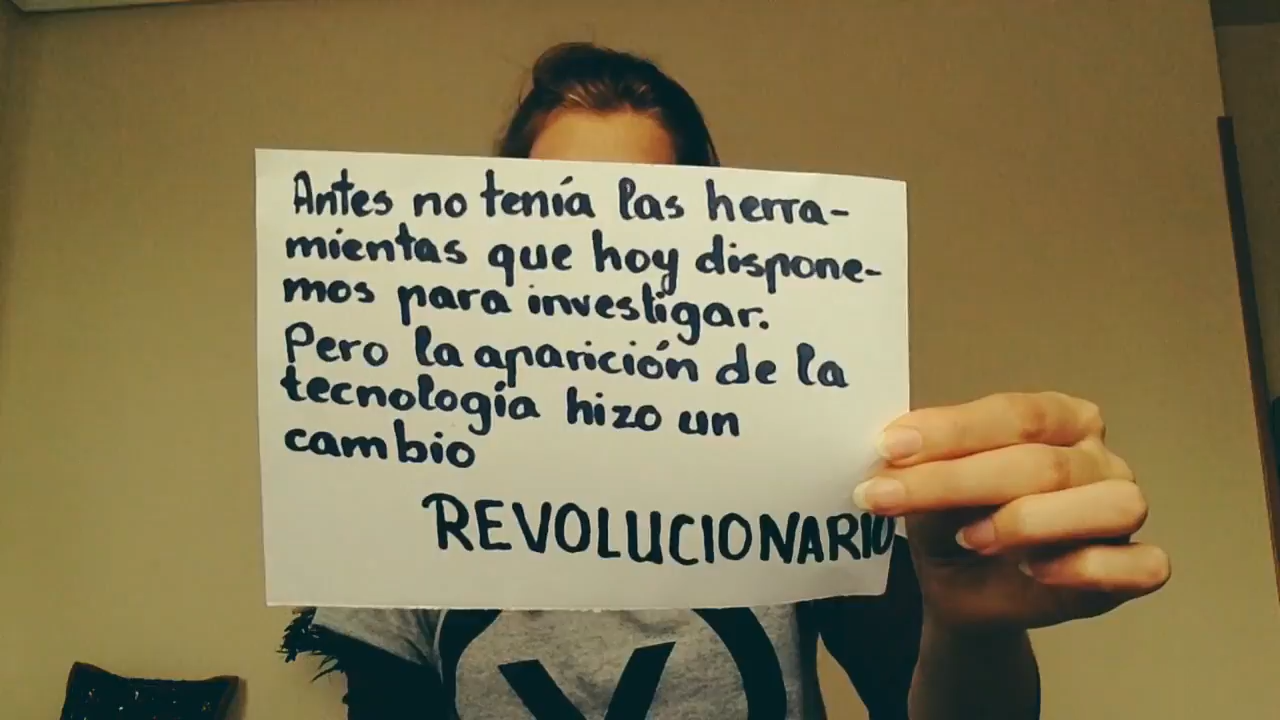 Antes no tenía las herra-
mientas que hoy dispone-
mos para investigar.
Pero la aparición de la
tecnología hizo un
cambio
REVOLUCIONARIO